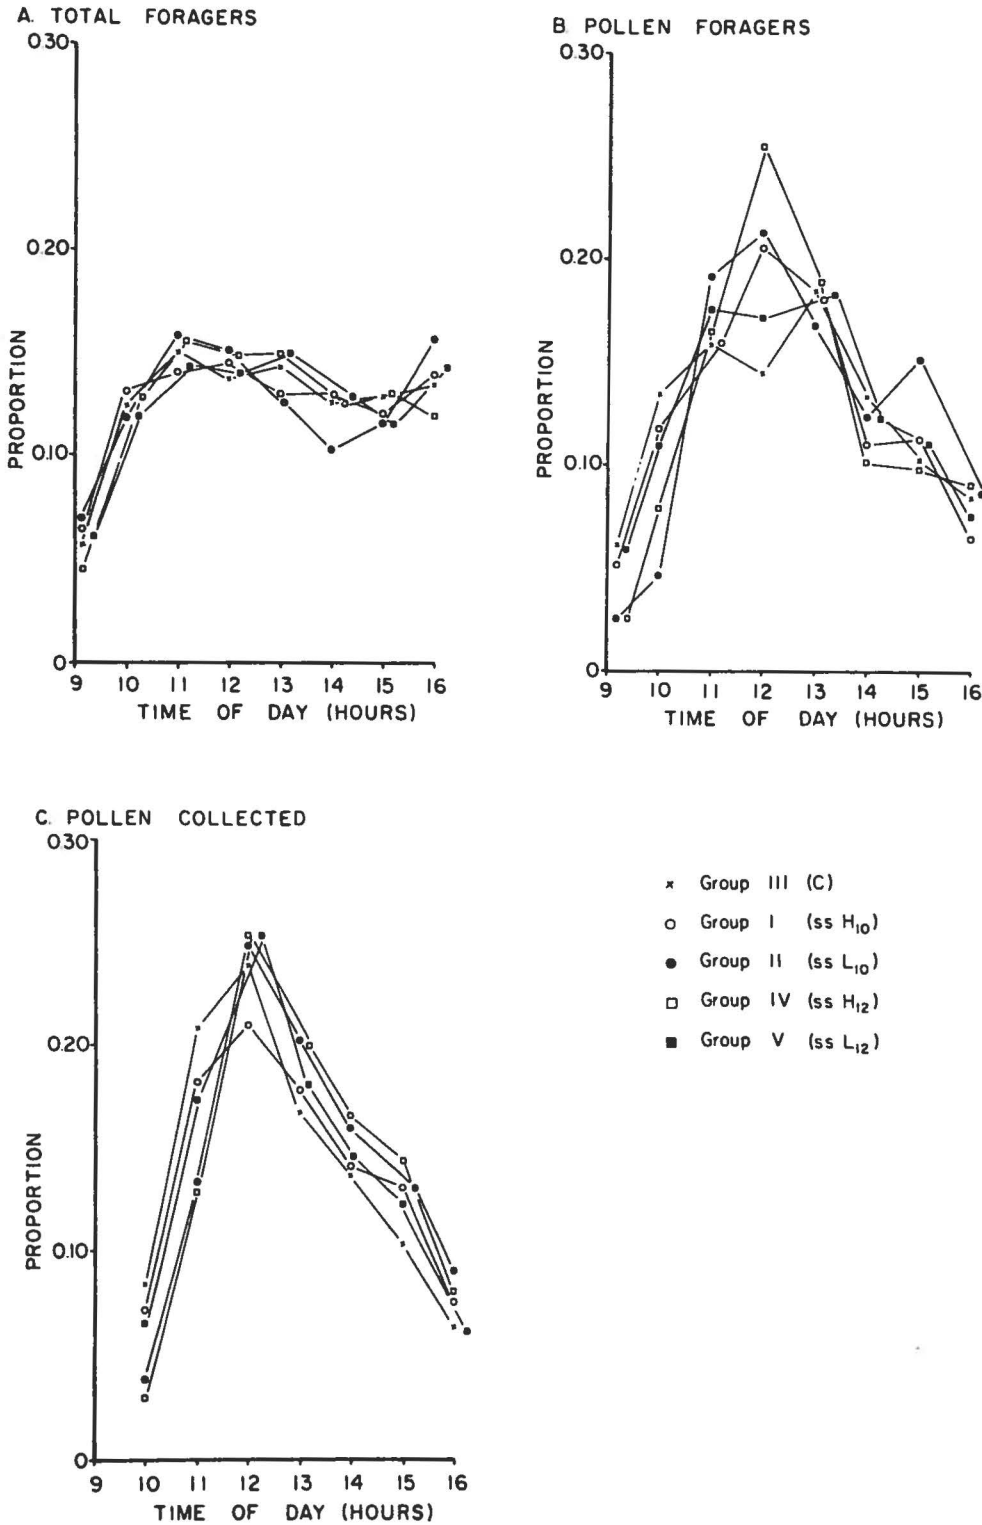 A. TOTAL FORAGERS
0.30
0.20
0.10
0
PROPORTION
9 10 11 12 13 14 15 16
TIME OF DAY (HOURS)
B. POLLEN FORAGERS
0.30
0.20
0.10
0
PROPORTION
9 10 11 12 13 14 15 16
TIME OF DAY (HOURS)
C. POLLEN COLLECTED
0.30
0.20
0.10
0
PROPORTION
9 10 11 12 13 14 15 16
TIME OF DAY (HOURS)
x Group III (C)
○ Group I (ss H₁₀)
● Group II (ss L₁₀)
□ Group IV (ss H₁₂)
■ Group V (ss L₁₂)